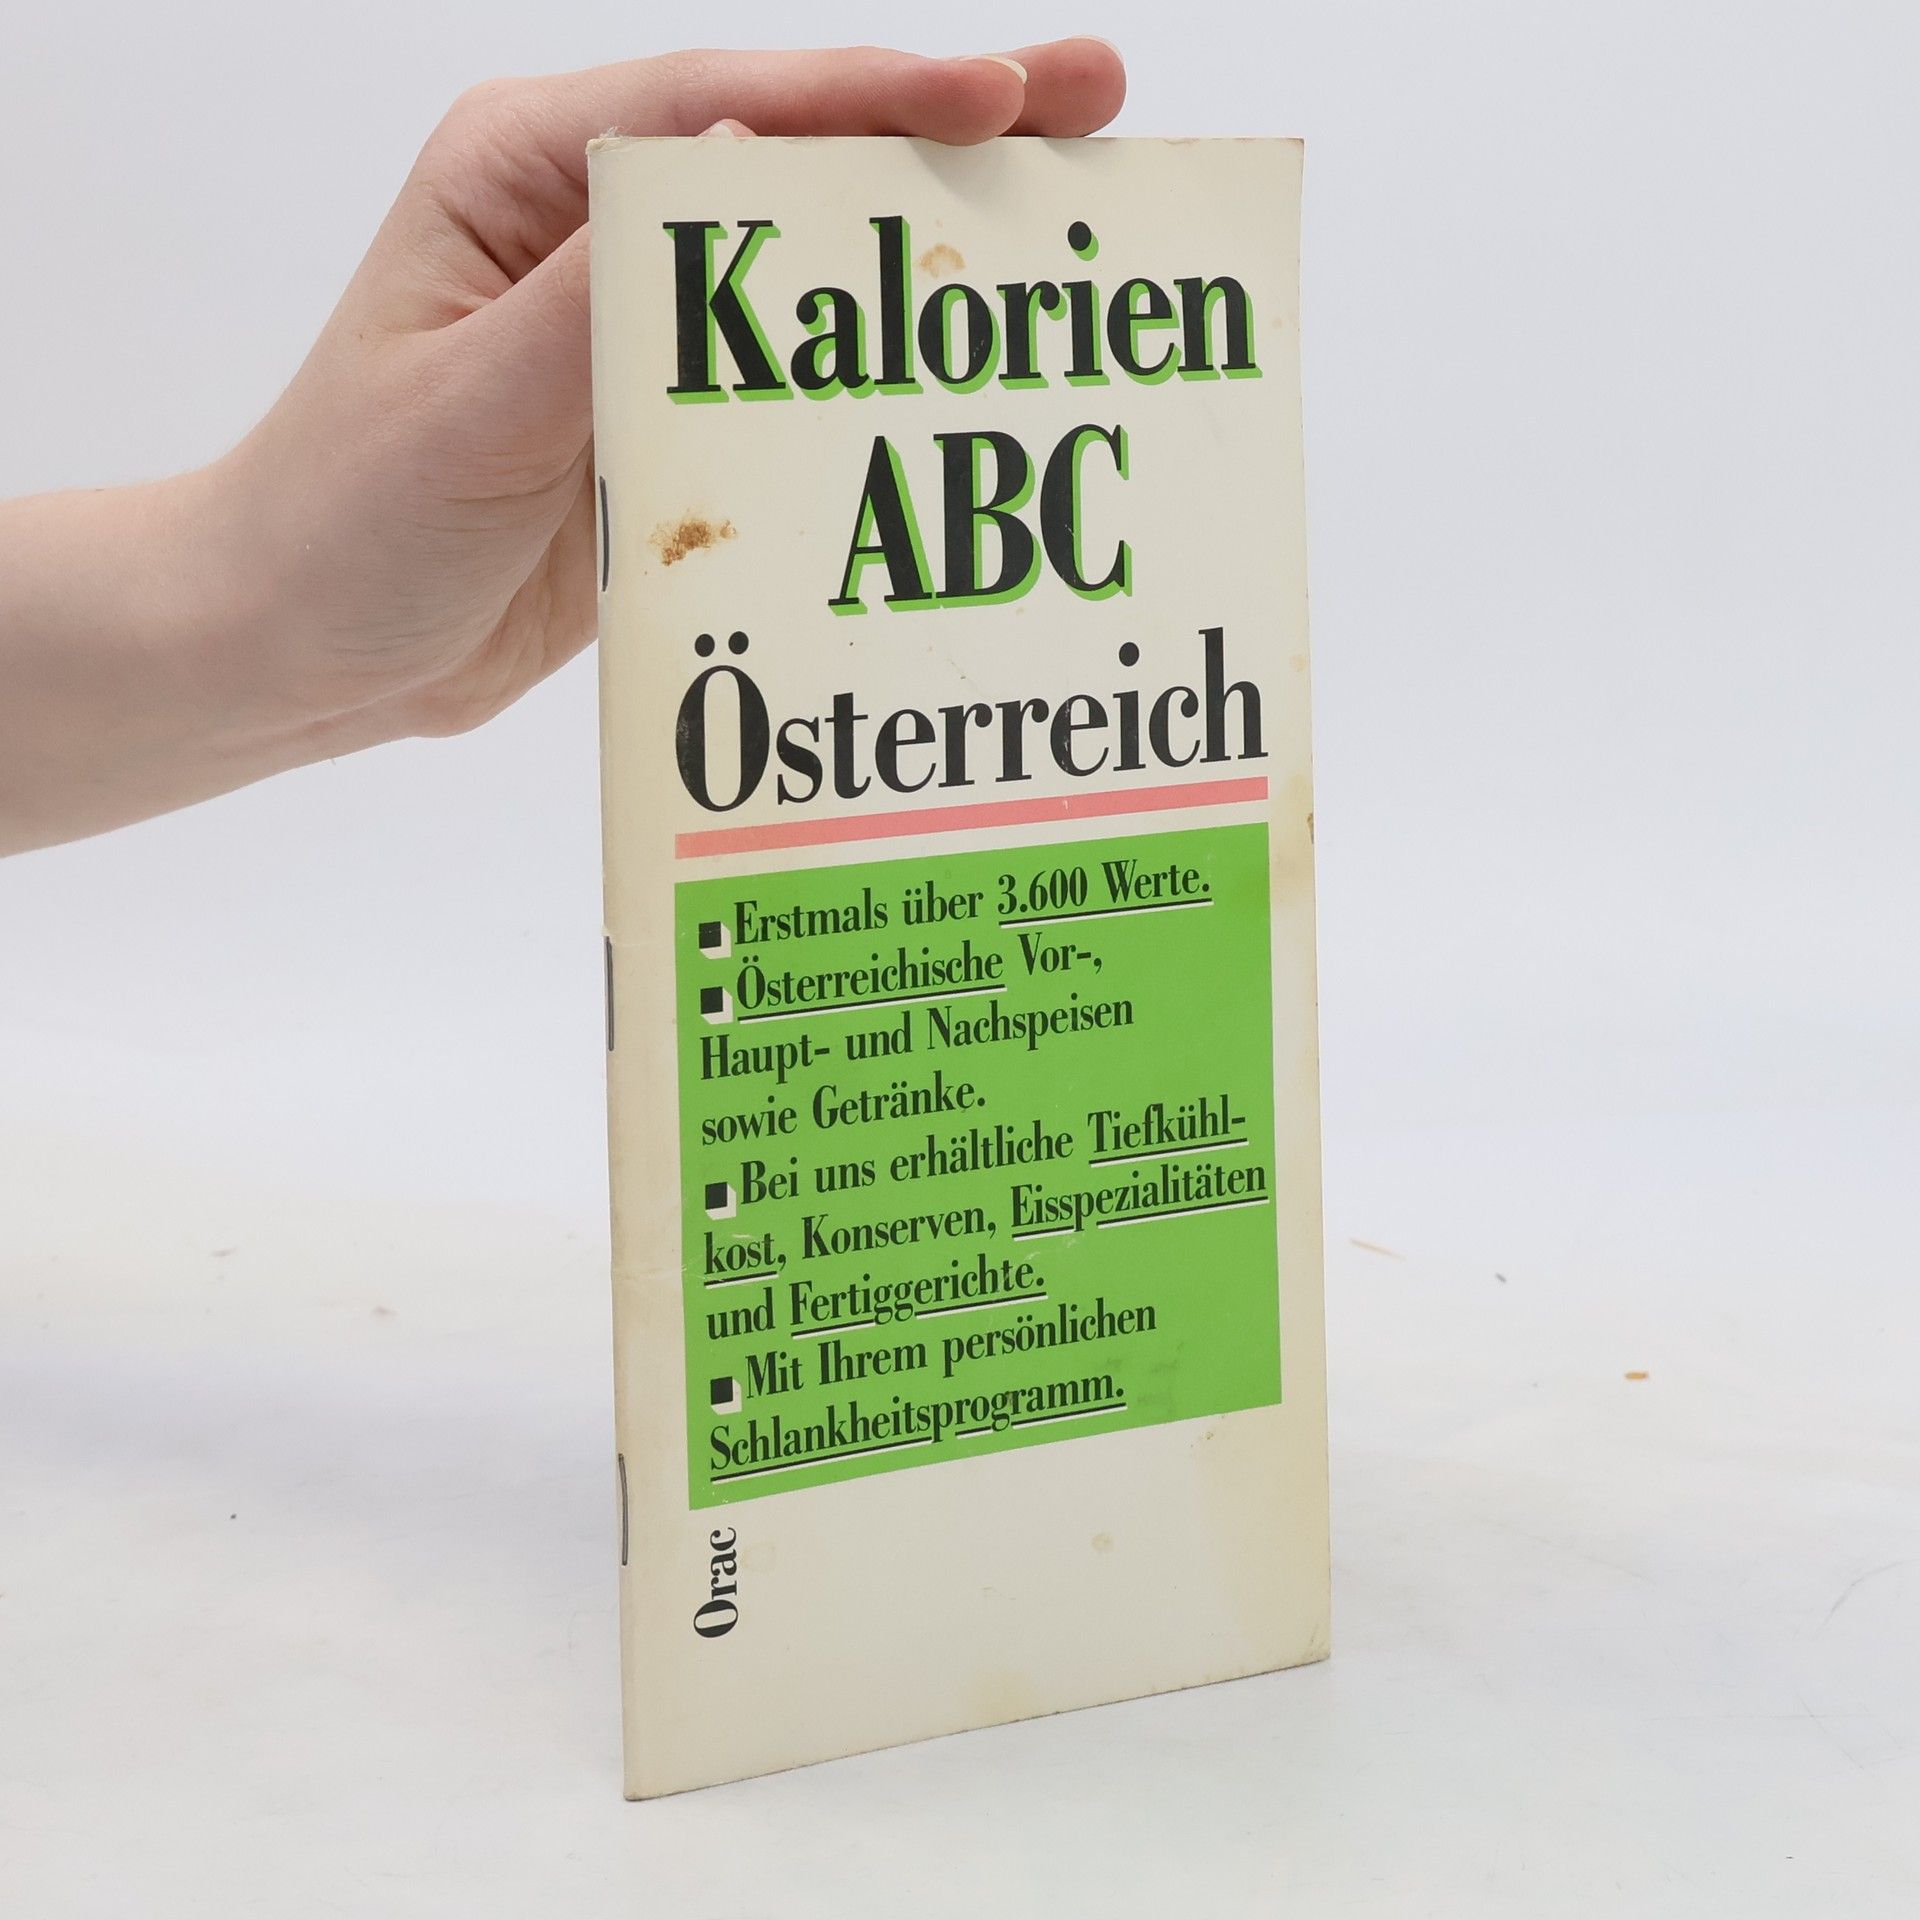 Kalorien
ABC
Österreich
Erstmals über 3.600 Werte.
Österreichische Vor-,
Haupt- und Nachspeisen
sowie Getränke.
Bei uns erhältliche Tiefkühl-
kost, Konserven, Eisspezialitäten
und Fertiggerichte.
Mit Ihrem persönlichen
Schlankheitsprogramm.
Orac